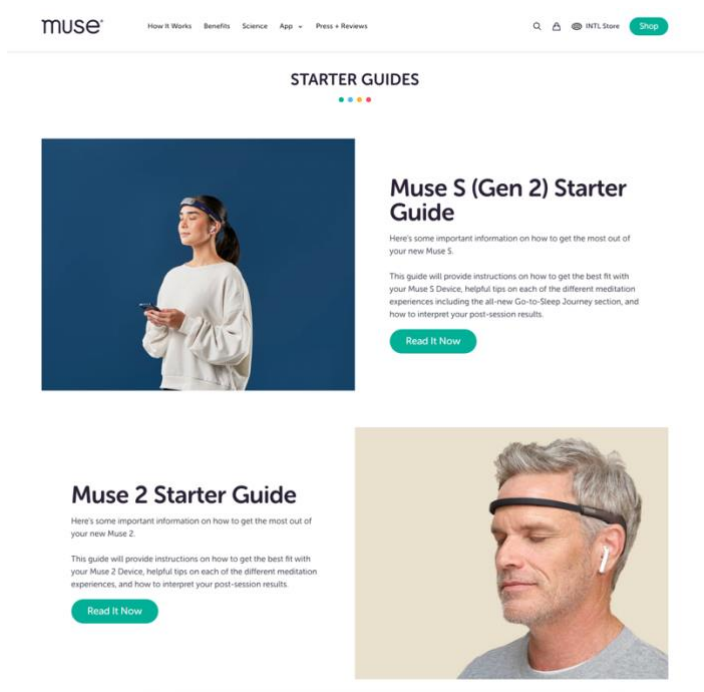 muse®
How It Works Benefits Science App Press + Reviews
INTL Store Shop
STARTER GUIDES
Muse S (Gen 2) Starter
Guide
Here's some important information on how to get the most out of
your new Muse S.
This guide will provide instructions on how to get the best fit with
your Muse S Device, helpful tips on each of the different meditation
experiences including the all-new Go-to-Sleep Journey section, and
how to interpret your post-session results.
Read It Now
Muse 2 Starter Guide
Here's some important information on how to get the most out of
your new Muse 2.
This guide will provide instructions on how to get the best fit with
your Muse 2 Device, helpful tips on each of the different meditation
experiences, and how to interpret your post-session results.
Read It Now